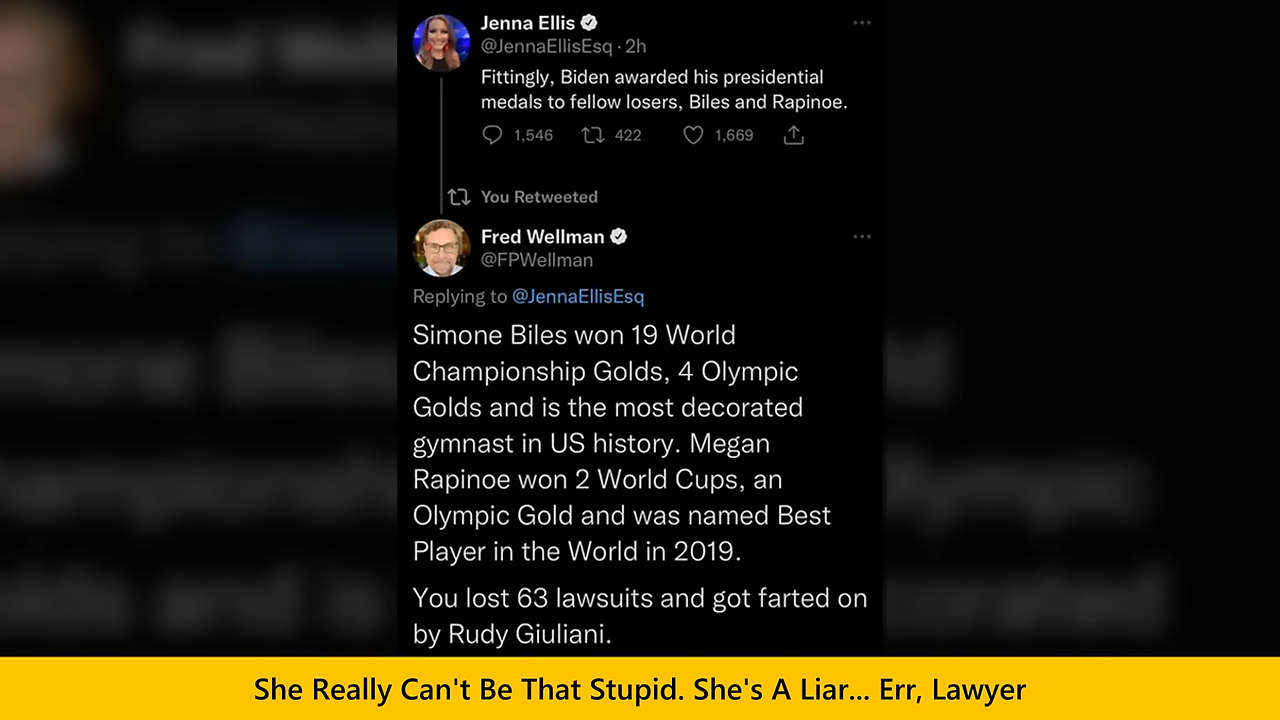 Jenna Ellis
@JennaEllisEsq · 2h
Fittingly, Biden awarded his presidential
medals to fellow losers, Biles and Rapinoe.
1,546 422 1,669
You Retweeted
Fred Wellman
@FPWellman
Replying to @JennaEllisEsq
Simone Biles won 19 World
Championship Golds, 4 Olympic
Golds and is the most decorated
gymnast in US history. Megan
Rapinoe won 2 World Cups, an
Olympic Gold and was named Best
Player in the World in 2019.
You lost 63 lawsuits and got farted on
by Rudy Giuliani.
She Really Can't Be That Stupid. She's A Liar... Err, Lawyer